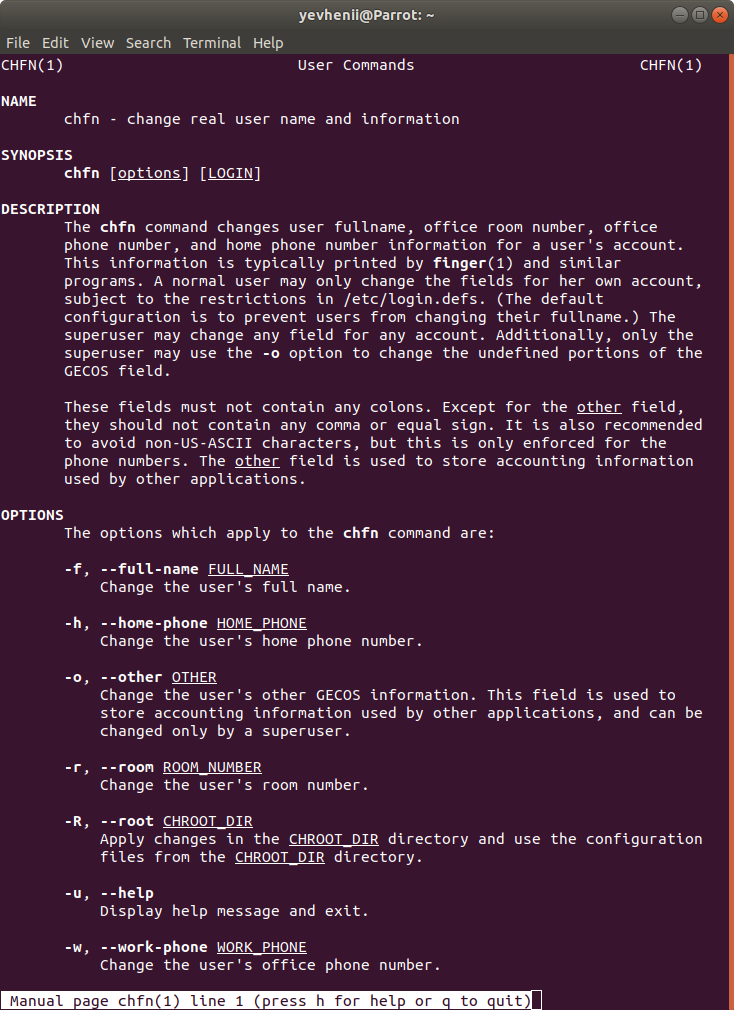 yevhenii@Parrot: ~
File Edit View Search Terminal Help
CHFN(1) User Commands CHFN(1)
NAME
chfn - change real user name and information
SYNOPSIS
chfn [options] [LOGIN]
DESCRIPTION
The chfn command changes user fullname, office room number, office
phone number, and home phone number information for a user's account.
This information is typically printed by finger(1) and similar
programs. A normal user may only change the fields for her own account,
subject to the restrictions in /etc/login.defs. (The default
configuration is to prevent users from changing their fullname.) The
superuser may change any field for any account. Additionally, only the
superuser may use the -o option to change the undefined portions of the
GECOS field.
These fields must not contain any colons. Except for the other field,
they should not contain any comma or equal sign. It is also recommended
to avoid non-US-ASCII characters, but this is only enforced for the
phone numbers. The other field is used to store accounting information
used by other applications.
OPTIONS
The options which apply to the chfn command are:
-f, --full-name FULL_NAME
Change the user's full name.
-h, --home-phone HOME_PHONE
Change the user's home phone number.
-o, --other OTHER
Change the user's other GECOS information. This field is used to
store accounting information used by other applications, and can be
changed only by a superuser.
-r, --room ROOM_NUMBER
Change the user's room number.
-R, --root CHROOT_DIR
Apply changes in the CHROOT_DIR directory and use the configuration
files from the CHROOT_DIR directory.
-u, --help
Display help message and exit.
-w, --work-phone WORK_PHONE
Change the user's office phone number.
Manual page chfn(1) line 1 (press h for help or q to quit)